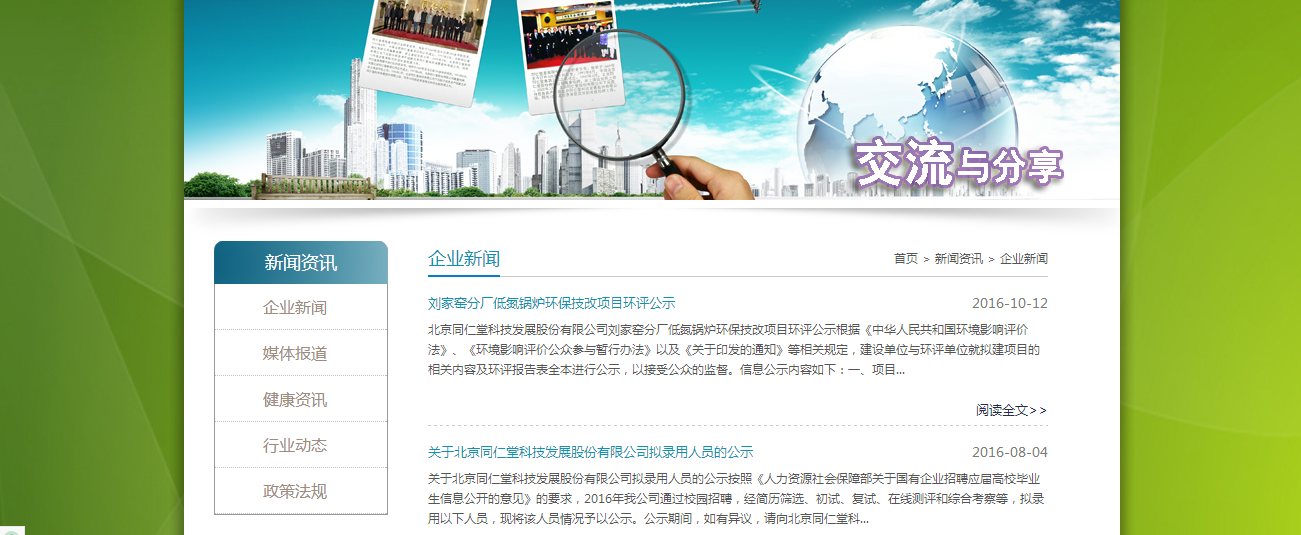 交流与分享
新闻资讯
企业新闻
媒体报道
健康资讯
行业动态
政策法规
企业新闻
首页 > 新闻资讯 > 企业新闻
刘家窑分厂低氮锅炉环保技改项目环评公示 2016-10-12
北京同仁堂科技发展股份有限公司刘家窑分厂低氮锅炉环保技改项目环评公示根据《中华人民共和国环境影响评价
法》、《环境影响评价公众参与暂行办法》以及《关于印发的通知》等相关规定，建设单位与环评单位就拟建项目的
相关内容及环评报告表全本进行公示，以接受公众的监督。信息公示内容如下：一、项目...
阅读全文>>
关于北京同仁堂科技发展股份有限公司拟录用人员的公示 2016-08-04
关于北京同仁堂科技发展股份有限公司拟录用人员的公示按照《人力资源社会保障部关于国有企业招聘应届高校毕业
生信息公开的意见》的要求，2016年我公司通过校园招聘，经简历筛选、初试、复试、在线测评和综合考察等，拟录
用以下人员，现将该人员情况予以公示。公示期间，如有异议，请向北京同仁堂科...